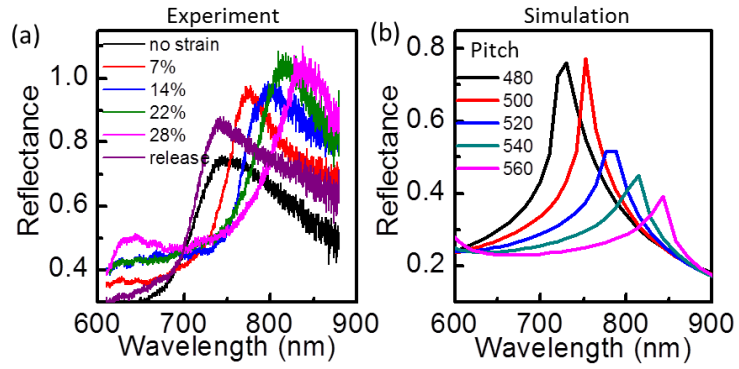 Experiment
(a)
no strain
7%
14%
22%
28%
release
Reflectance
1.0
0.8
0.6
0.4
600 700 800 900
Wavelength (nm)
Simulation
(b)
Pitch
480
500
520
540
560
Reflectance
0.8
0.6
0.4
0.2
600 700 800 900
Wavelength (nm)